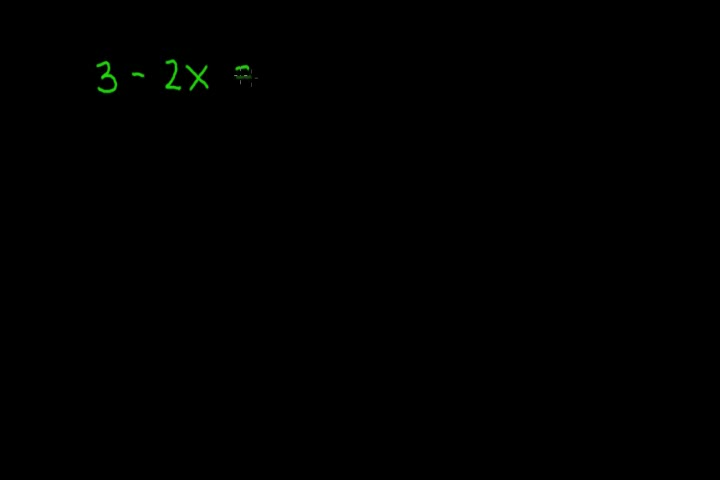 3 - 2x =